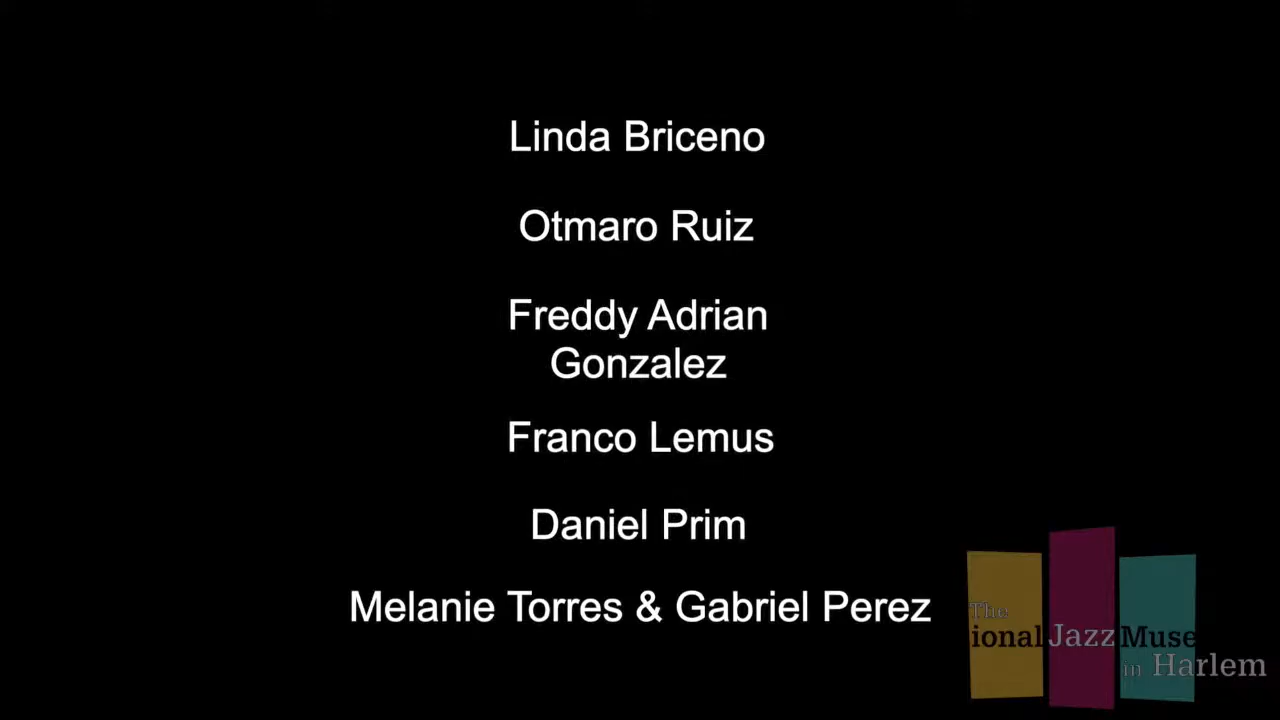 Linda Briceno
Otmaro Ruiz
Freddy Adrian
Gonzalez
Franco Lemus
Daniel Prim
Melanie Torres & Gabriel Perez
The
ional Jazz Muse
in Harlem